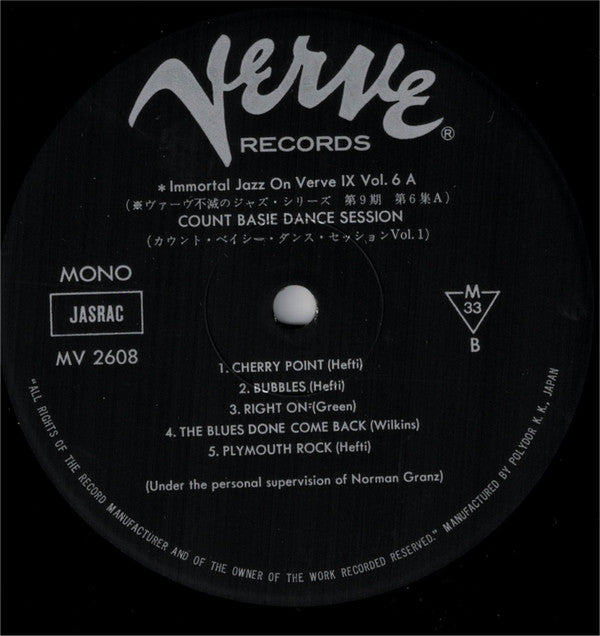 Verve
RECORDS ®
* Immortal Jazz On Verve IX Vol. 6 A
(※ヴァーヴ不滅のジャズ・シリーズ 第9期 第6集A)
COUNT BASIE DANCE SESSION
(カウント・ベイシー・ダンス・セッションVol.1)
MONO
JASRAC
MV 2608
M
33
B
1. CHERRY POINT (Hefti)
2. BUBBLES (Hefti)
3. RIGHT ON (Green)
4. THE BLUES DONE COME BACK (Wilkins)
5. PLYMOUTH ROCK (Hefti)
(Under the personal supervision of Norman Granz)
"ALL RIGHTS OF THE RECORD MANUFACTURER AND OF THE OWNER OF THE WORK RECORDED RESERVED." MANUFACTURED BY POLYDOR K. K., JAPAN